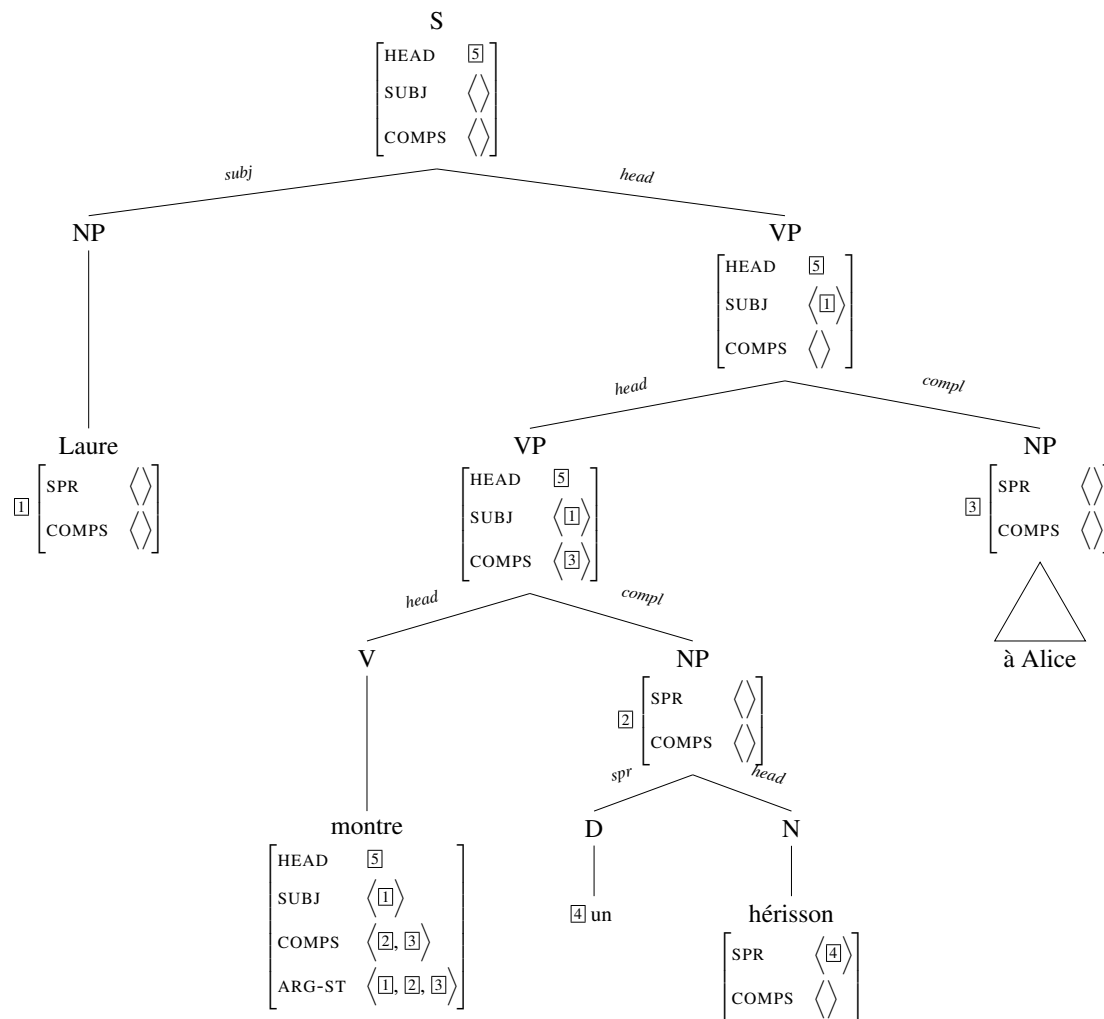 S
HEAD 5
SUBJ ⟨⟩
COMPS ⟨⟩
subj head
NP VP
HEAD 5
SUBJ ⟨1⟩
COMPS ⟨⟩
head compl
Laure VP NP
1 SPR ⟨⟩
COMPS ⟨⟩
HEAD 5
SUBJ ⟨1⟩
COMPS ⟨3⟩
3 SPR ⟨⟩
COMPS ⟨⟩
head compl
V NP à Alice
2 SPR ⟨⟩
COMPS ⟨⟩
spr head
montre D N
HEAD 5
SUBJ ⟨1⟩
COMPS ⟨2, 3⟩
ARG-ST ⟨1, 2, 3⟩
4 un
hérisson
SPR ⟨4⟩
COMPS ⟨⟩